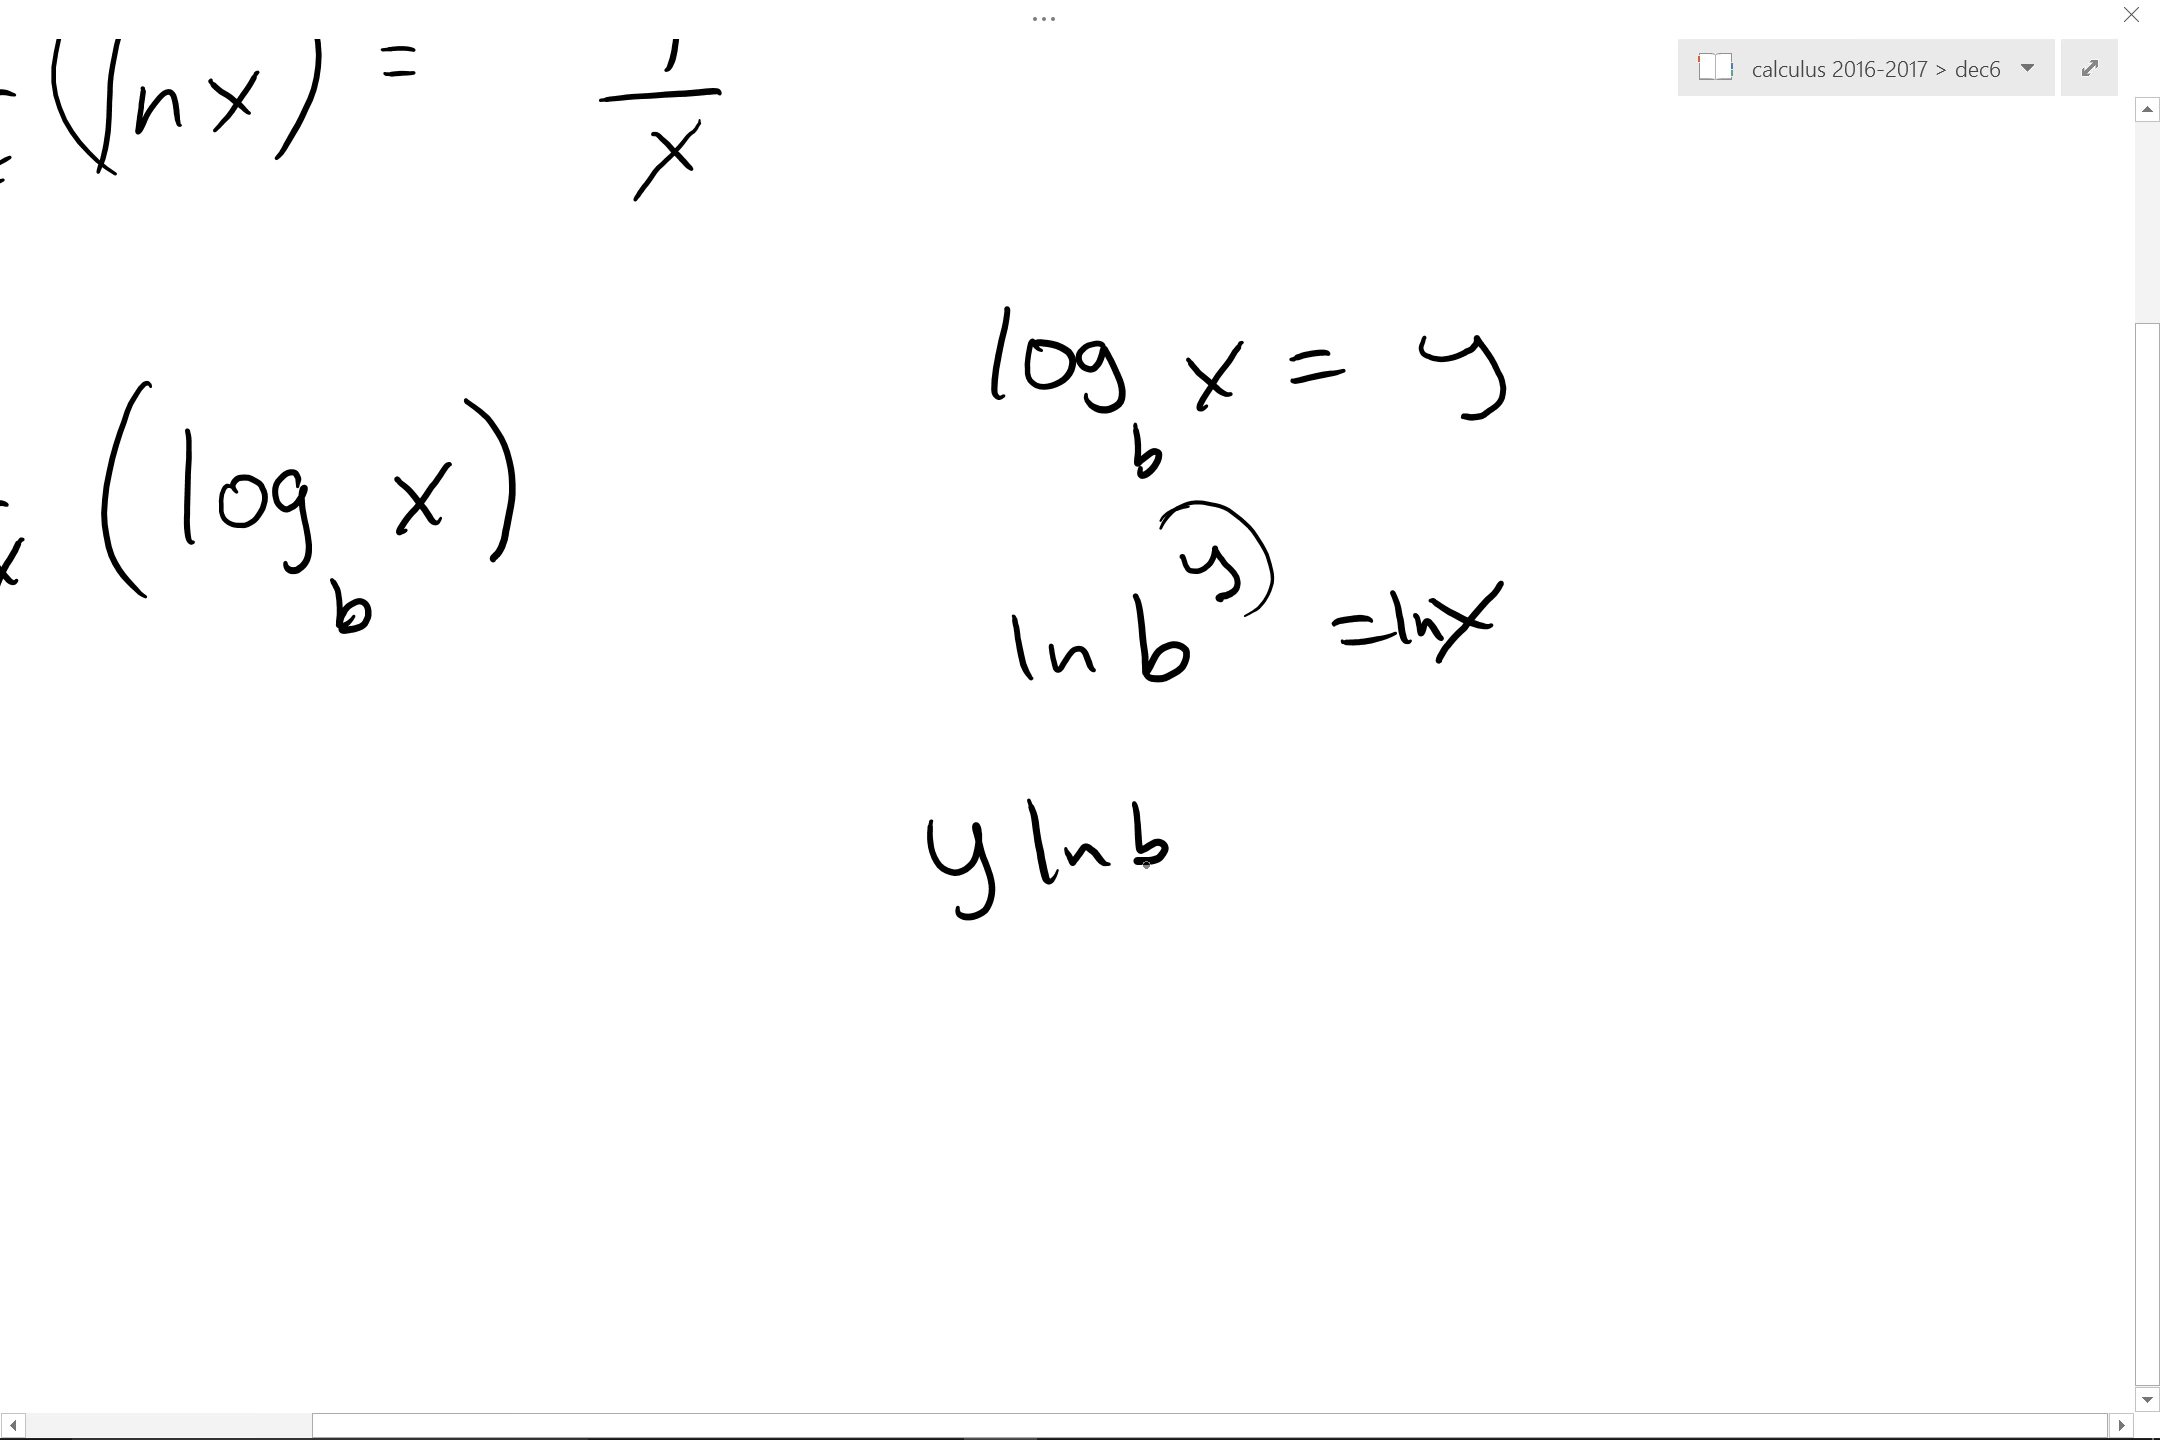 calculus 2016-2017 > dec6
(ln x) = 1/x
log_b x = y
x (log_b x)
ln b^y = ln x
y ln b